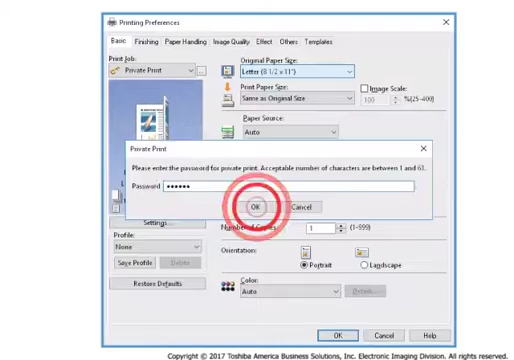 Printing Preferences
Basic Finishing Paper Handling Image Quality Effect Others Templates
Print Job:
Private Print
...
Original Paper Size:
Letter (8 1/2 x 11")
Print Paper Size:
Same as Original Size
Image Scale:
100 %(25-400)
Paper Source:
Auto
Private Print
Please enter the password for private print. Acceptable number of characters are between 1 and 63.
Password ••••••
OK Cancel
Settings...
Profile:
None
Save Profile Delete
Restore Defaults
Number of Copies:
1 (1-999)
Orientation:
Portrait Landscape
Color:
Auto
OK Cancel Help
Copyright © 2017 Toshiba America Business Solutions, Inc. Electronic Imaging Division. All rights reserved.